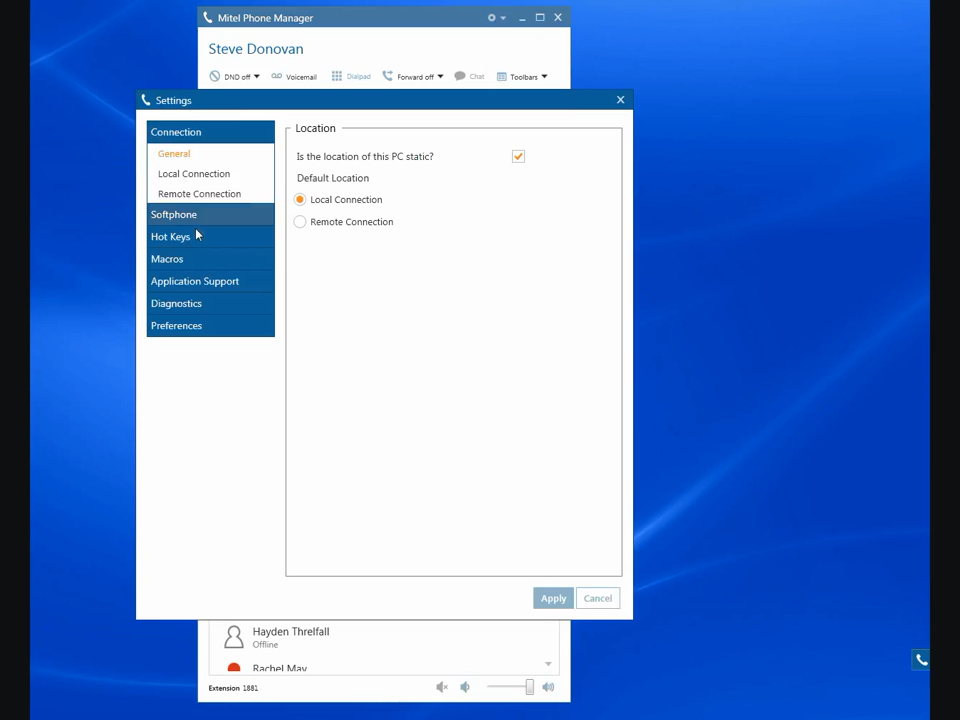 Mitel Phone Manager
Steve Donovan
DND off Voicemail Dialpad Forward off Chat Toolbars
Settings
Connection
General
Local Connection
Remote Connection
Softphone
Hot Keys
Macros
Application Support
Diagnostics
Preferences
Location
Is the location of this PC static?
Default Location
Local Connection
Remote Connection
Apply Cancel
Hayden Threlfall
Offline
Rachel May
Extension 1881